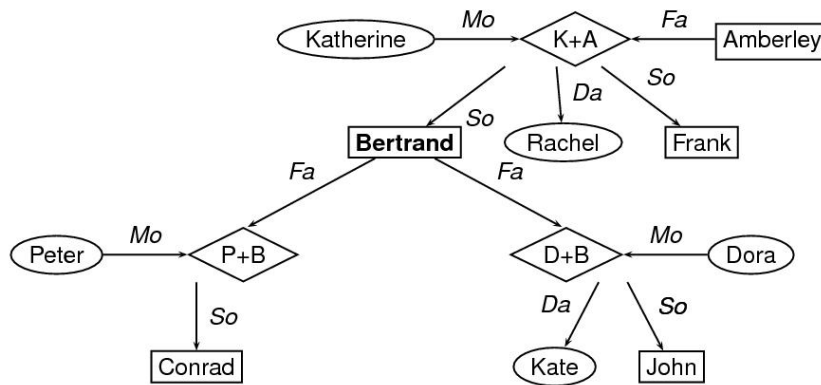 Katherine Mo K+A Fa Amberley
So Da So
Bertrand Rachel Frank
Fa Fa
Peter Mo P+B D+B Mo Dora
So Da So
Conrad Kate John